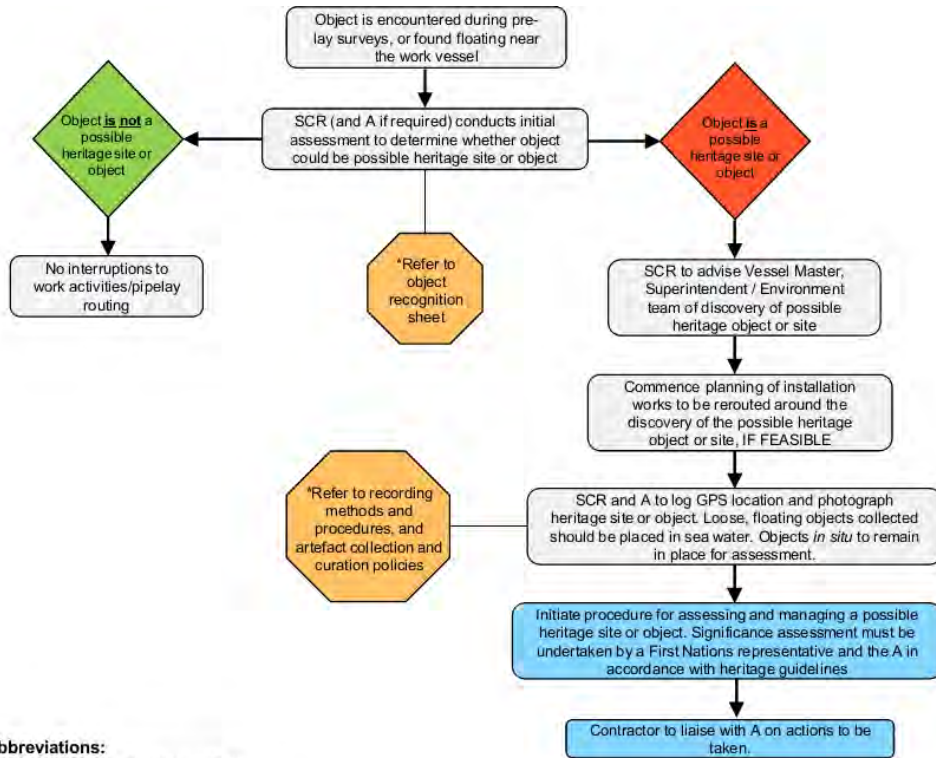 Object is encountered during pre-
lay surveys, or found floating near
the work vessel
Object is not a
possible
heritage site or
object
SCR (and A if required) conducts initial
assessment to determine whether object
could be possible heritage site or object
Object is a
possible
heritage site or
object
No interruptions to
work activities/pipelay
routing
*Refer to
object
recognition
sheet
SCR to advise Vessel Master,
Superintendent / Environment
team of discovery of possible
heritage object or site
Commence planning of installation
works to be rerouted around the
discovery of the possible heritage
object or site, IF FEASIBLE
*Refer to recording
methods and
procedures, and
artefact collection and
curation policies
SCR and A to log GPS location and photograph
heritage site or object. Loose, floating objects collected
should be placed in sea water. Objects in situ to remain
in place for assessment.
Initiate procedure for assessing and managing a possible
heritage site or object. Significance assessment must be
undertaken by a First Nations representative and the A in
accordance with heritage guidelines
Contractor to liaise with A on actions to be
taken.
bbreviations: